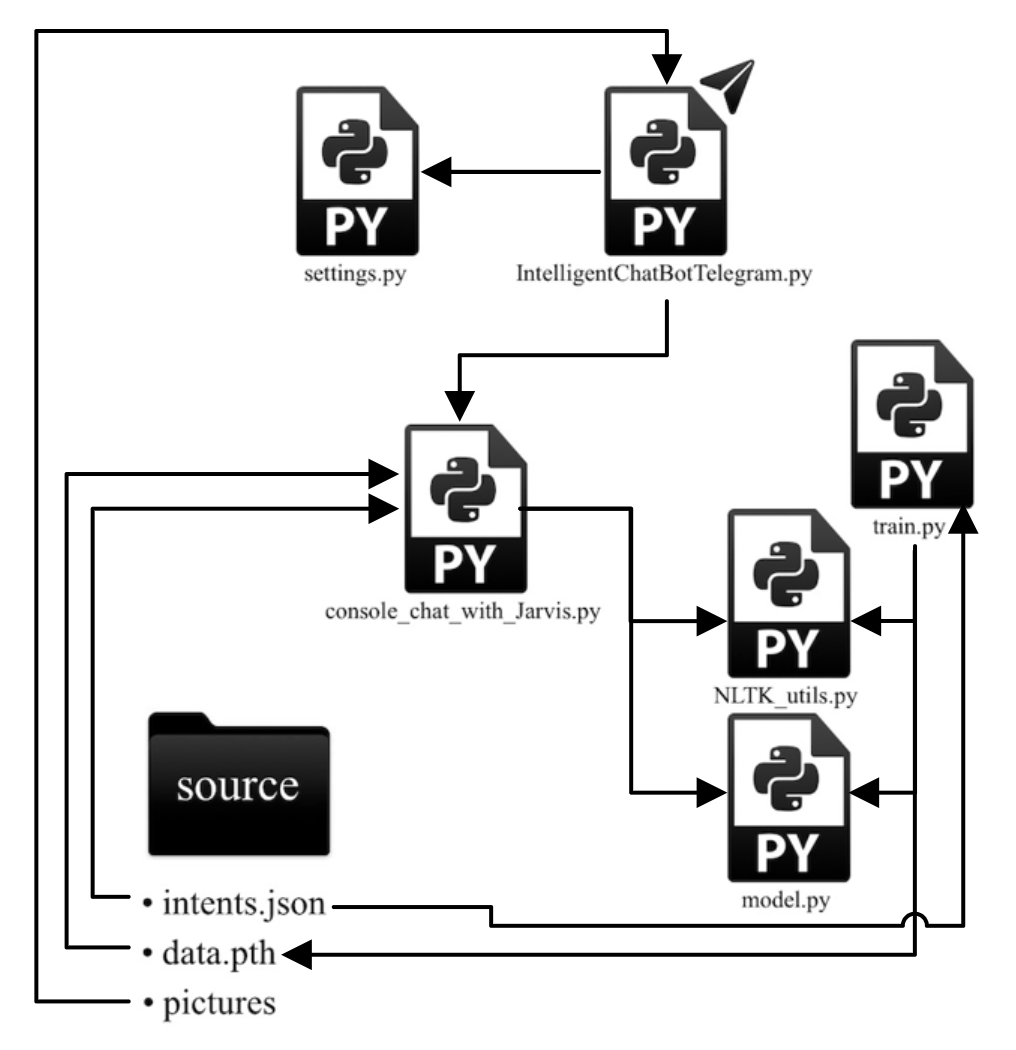 PY
settings.py
PY
IntelligentChatBotTelegram.py
PY
train.py
PY
console_chat_with_Jarvis.py
PY
NLTK_utils.py
PY
model.py
source
• intents.json
• data.pth
• pictures